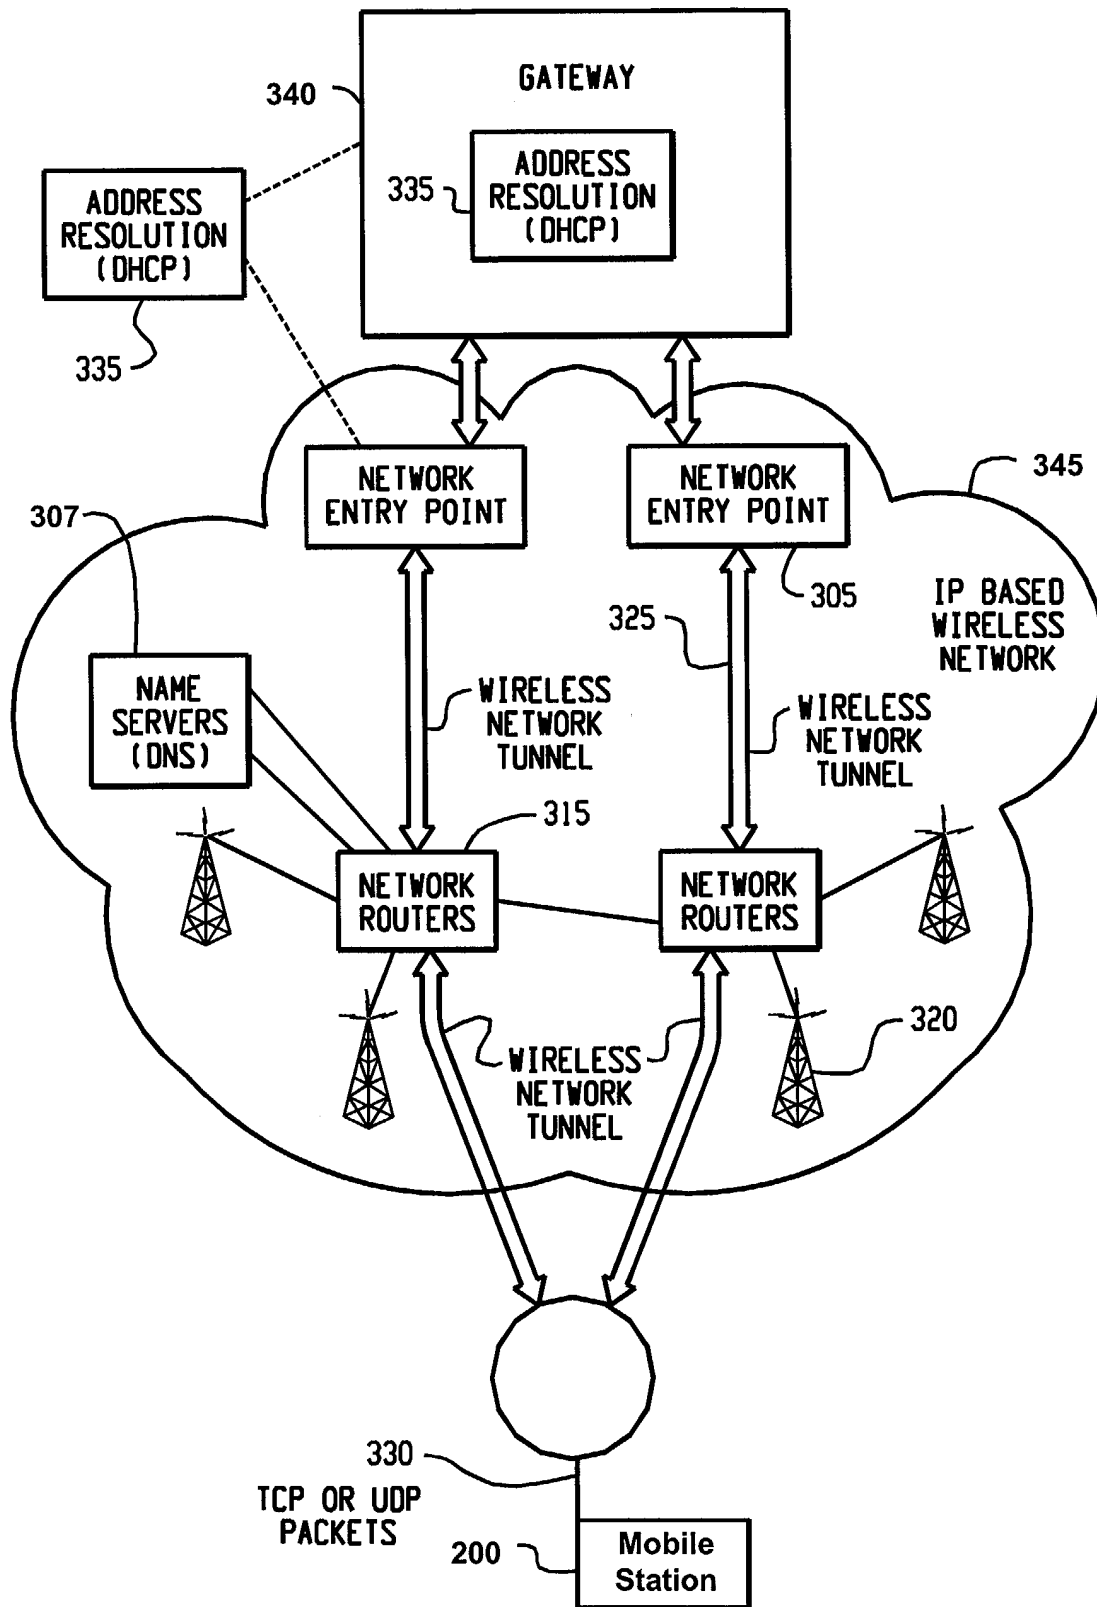 GATEWAY
340
ADDRESS
RESOLUTION
(DHCP)
335
ADDRESS
RESOLUTION
(DHCP)
335
NETWORK
ENTRY POINT
NETWORK
ENTRY POINT
345
307
305
IP BASED
WIRELESS
NETWORK
325
NAME
SERVERS
(DNS)
WIRELESS
NETWORK
TUNNEL
WIRELESS
NETWORK
TUNNEL
315
NETWORK
ROUTERS
NETWORK
ROUTERS
320
WIRELESS
NETWORK
TUNNEL
330
TCP OR UDP
PACKETS
200
Mobile
Station